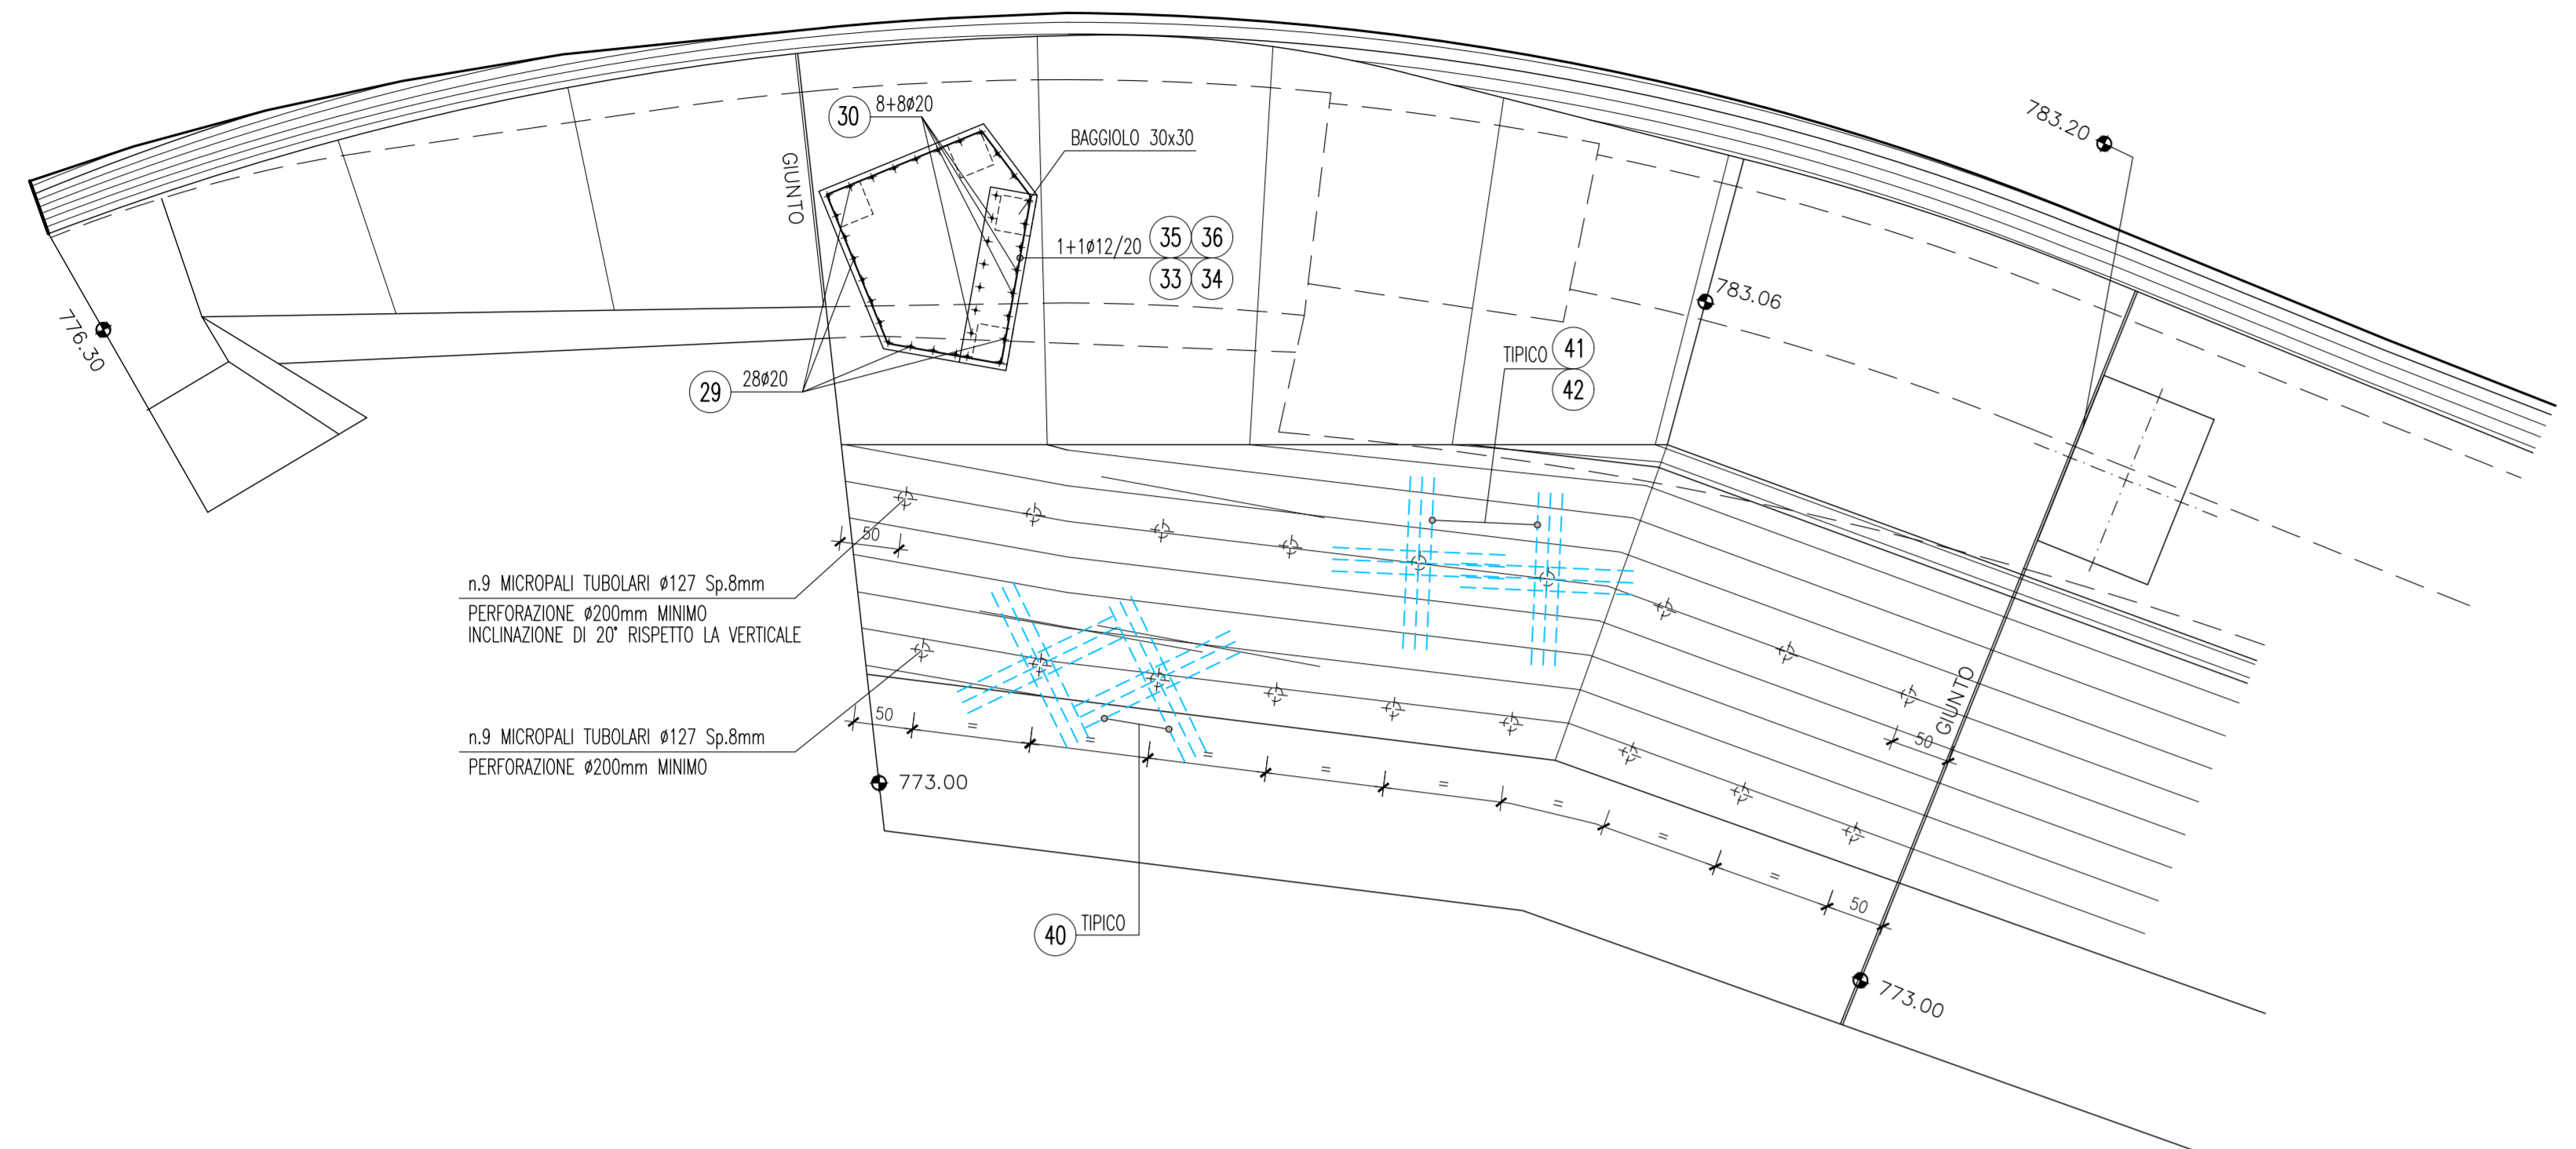 783.20
30 8+8ø20
BAGGIOLO 30x30
GIUNTO
1+1ø12/20 35 36
33 34
783.06
776.30
TIPICO 41
42
29 28ø20
50
n.9 MICROPALI TUBOLARI ø127 Sp.8mm
PERFORAZIONE ø200mm MINIMO
INCLINAZIONE DI 20° RISPETTO LA VERTICALE
GIUNTO
50
n.9 MICROPALI TUBOLARI ø127 Sp.8mm
PERFORAZIONE ø200mm MINIMO
50 = = = = = = = = 50
773.00
40 TIPICO
773.00